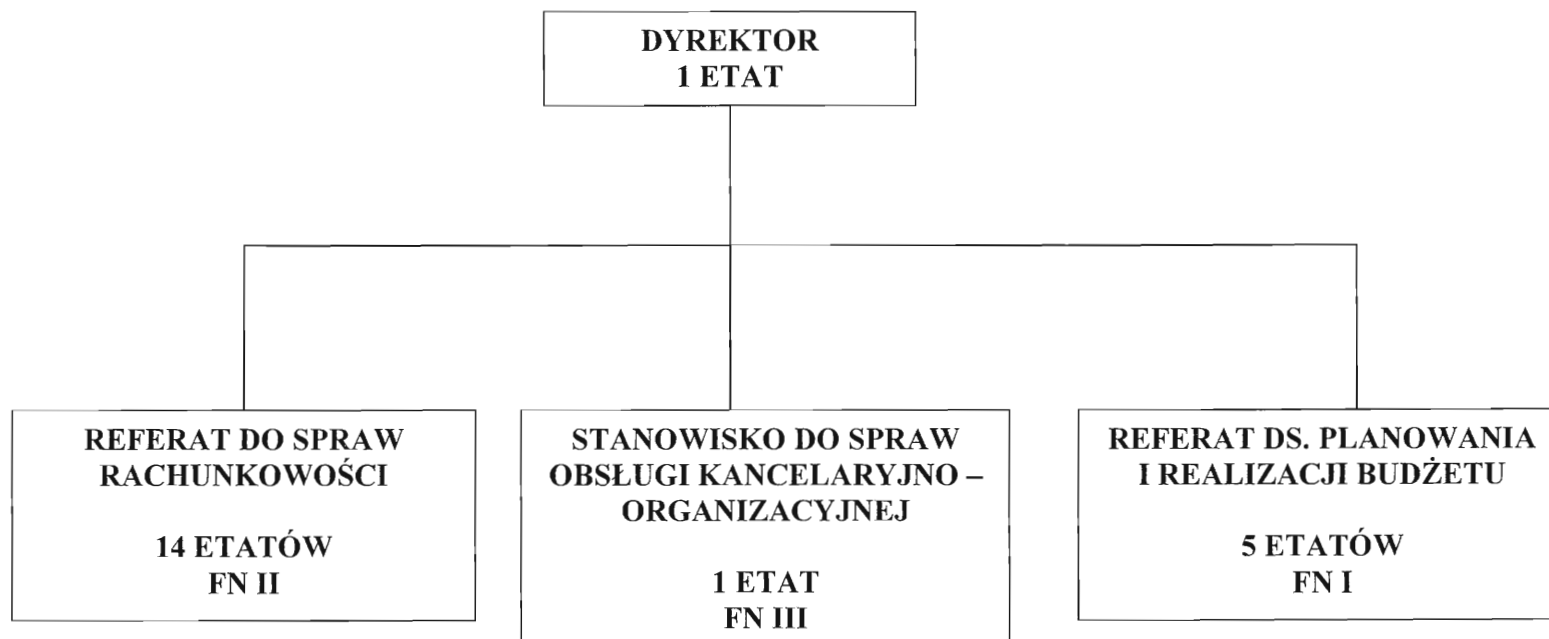 DYREKTOR
1 ETAT
REFERAT DO SPRAW
RACHUNKOWOŚCI
14 ETATÓW
FN II
STANOWISKO DO SPRAW
OBSŁUGI KANCELARYJNO –
ORGANIZACYJNEJ
1 ETAT
FN III
REFERAT DS. PLANOWANIA
I REALIZACJI BUDŻETU
5 ETATÓW
FN I